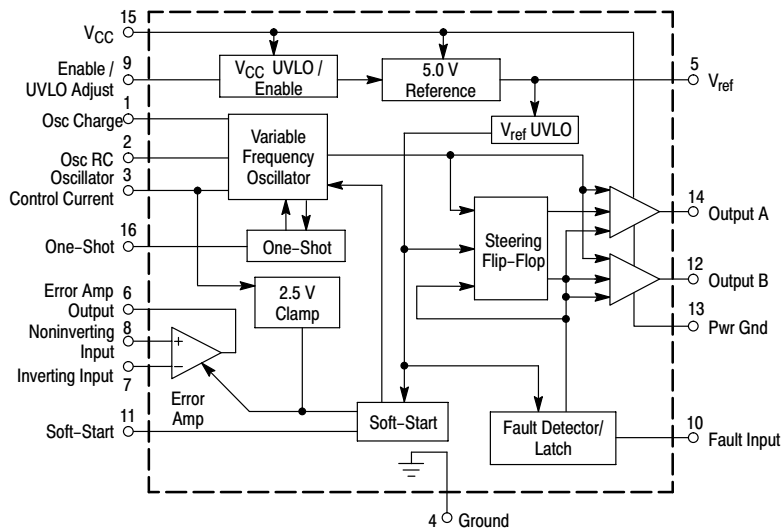 15
VCC
9
Enable /
UVLO Adjust
VCC UVLO /
Enable
5.0 V
Reference
5
Vref
1
Osc Charge
2
Osc RC
3
Oscillator
Control Current
Variable
Frequency
Oscillator
Vref UVLO
16
One-Shot
One-Shot
Steering
Flip-Flop
14
Output A
12
Output B
13
Pwr Gnd
Error Amp
Output
6
2.5 V
Clamp
Noninverting
Input
8
+
−
Inverting Input
7
Error
Amp
11
Soft-Start
Soft-Start
Fault Detector/
Latch
10
Fault Input
4
Ground